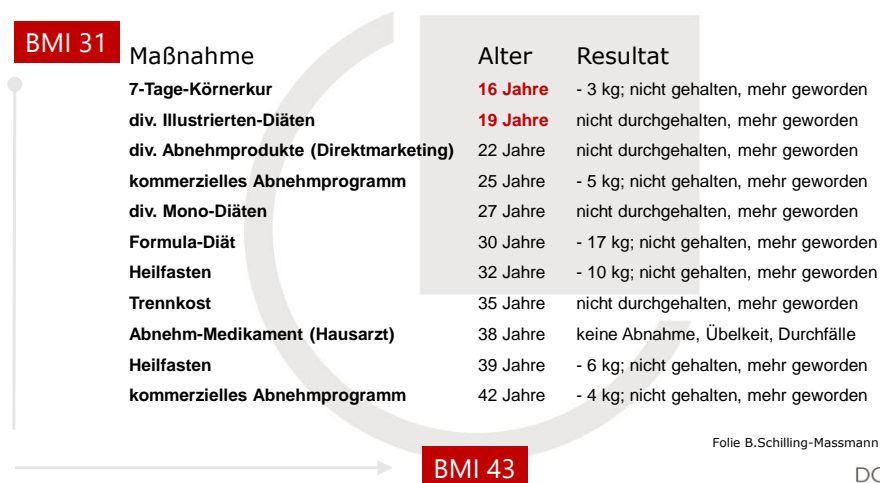 BMI 31
Maßnahme Alter Resultat
7-Tage-Körnerkur 16 Jahre - 3 kg; nicht gehalten, mehr geworden
div. Illustrierten-Diäten 19 Jahre nicht durchgehalten, mehr geworden
div. Abnehmprodukte (Direktmarketing) 22 Jahre nicht durchgehalten, mehr geworden
kommerzielles Abnehmprogramm 25 Jahre - 5 kg; nicht gehalten, mehr geworden
div. Mono-Diäten 27 Jahre nicht durchgehalten, mehr geworden
Formula-Diät 30 Jahre - 17 kg; nicht gehalten, mehr geworden
Heilfasten 32 Jahre - 10 kg; nicht gehalten, mehr geworden
Trennkost 35 Jahre nicht durchgehalten, mehr geworden
Abnehm-Medikament (Hausarzt) 38 Jahre keine Abnahme, Übelkeit, Durchfälle
Heilfasten 39 Jahre - 6 kg; nicht gehalten, mehr geworden
kommerzielles Abnehmprogramm 42 Jahre - 4 kg; nicht gehalten, mehr geworden
Folie B.Schilling-Massmann
BMI 43